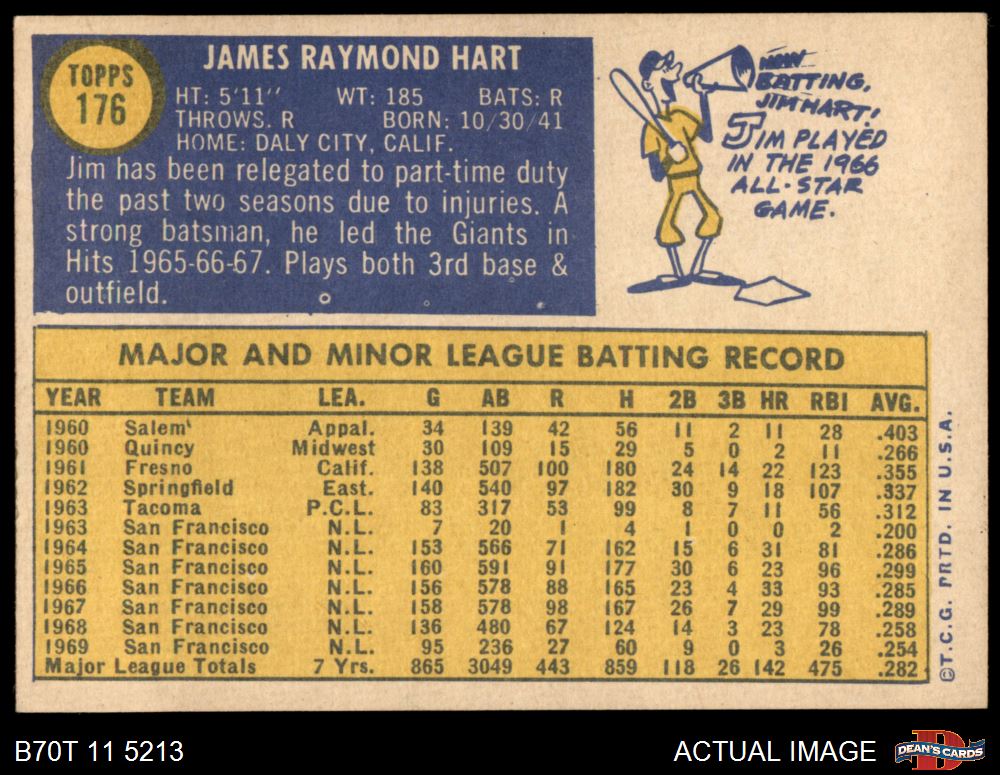 TOPPS
176
JAMES RAYMOND HART
HT: 5'11" WT: 185 BATS: R
THROWS. R BORN: 10/30/41
HOME: DALY CITY, CALIF.
Jim has been relegated to part-time duty
the past two seasons due to injuries. A
strong batsman, he led the Giants in
Hits 1965-66-67. Plays both 3rd base &
outfield.
NOW
BATTING,
JIM HART!
JIM PLAYED
IN THE 1966
ALL-STAR
GAME.
MAJOR AND MINOR LEAGUE BATTING RECORD
YEAR TEAM LEA. G AB R H 2B 3B HR RBI AVG.
1960 Salem Appal. 34 139 42 56 11 2 11 28 .403
1960 Quincy Midwest 30 109 15 29 5 0 2 11 .266
1961 Fresno Calif. 138 507 100 180 24 14 22 123 .355
1962 Springfield East. 140 540 97 182 30 9 18 107 .337
1963 Tacoma P.C.L. 83 317 53 99 8 7 11 56 .312
1963 San Francisco N.L. 7 20 1 4 1 0 0 2 .200
1964 San Francisco N.L. 153 566 71 162 15 6 31 81 .286
1965 San Francisco N.L. 160 591 91 177 30 6 23 96 .299
1966 San Francisco N.L. 156 578 88 165 23 4 33 93 .285
1967 San Francisco N.L. 158 578 98 167 26 7 29 99 .289
1968 San Francisco N.L. 136 480 67 124 14 3 23 78 .258
1969 San Francisco N.L. 95 236 27 60 9 0 3 26 .254
Major League Totals 7 Yrs. 865 3049 443 859 118 26 142 475 .282
©T.C.G. PRTD. IN U.S.A.
B70T 11 5213
ACTUAL IMAGE
DEAN'S CARDS